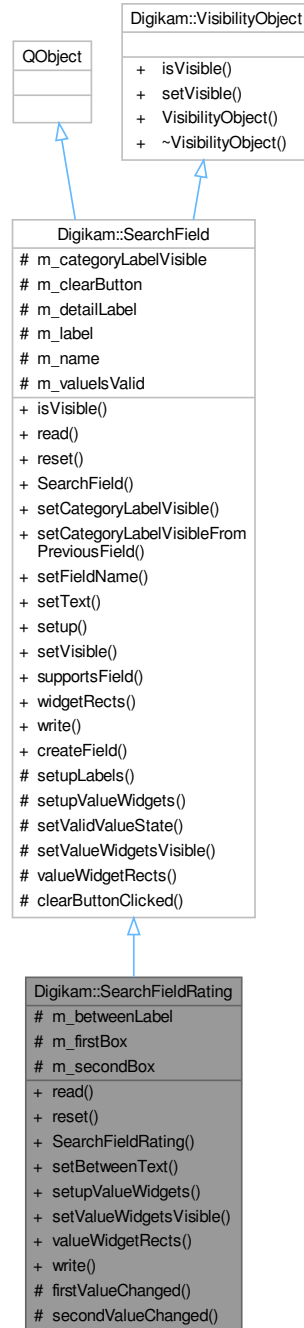 Digikam::VisibilityObject
+ isVisible()
+ setVisible()
+ VisibilityObject()
+ ~VisibilityObject()
QObject
Digikam::SearchField
# m_categoryLabelVisible
# m_clearButton
# m_detailLabel
# m_label
# m_name
# m_valueIsValid
+ isVisible()
+ read()
+ reset()
+ SearchField()
+ setCategoryLabelVisible()
+ setCategoryLabelVisibleFrom
PreviousField()
+ setFieldName()
+ setText()
+ setup()
+ setVisible()
+ supportsField()
+ widgetRects()
+ write()
+ createField()
# setupLabels()
# setupValueWidgets()
# setValidValueState()
# setValueWidgetsVisible()
# valueWidgetRects()
# clearButtonClicked()
Digikam::SearchFieldRating
# m_betweenLabel
# m_firstBox
# m_secondBox
+ read()
+ reset()
+ SearchFieldRating()
+ setBetweenText()
+ setupValueWidgets()
+ setValueWidgetsVisible()
+ valueWidgetRects()
+ write()
# firstValueChanged()
# secondValueChanged()